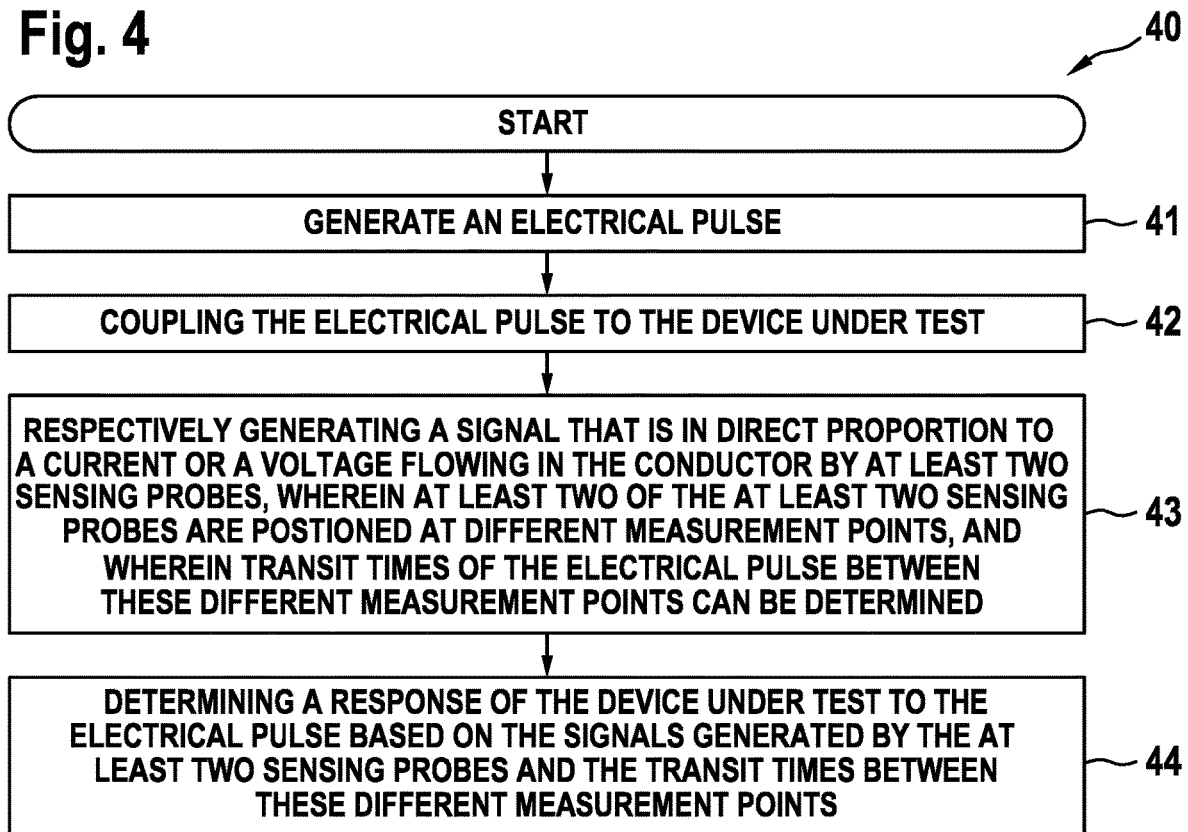 Fig. 4
40
START
GENERATE AN ELECTRICAL PULSE
41
COUPLING THE ELECTRICAL PULSE TO THE DEVICE UNDER TEST
42
RESPECTIVELY GENERATING A SIGNAL THAT IS IN DIRECT PROPORTION TO
A CURRENT OR A VOLTAGE FLOWING IN THE CONDUCTOR BY AT LEAST TWO
SENSING PROBES, WHEREIN AT LEAST TWO OF THE AT LEAST TWO SENSING
PROBES ARE POSTIONED AT DIFFERENT MEASUREMENT POINTS, AND
WHEREIN TRANSIT TIMES OF THE ELECTRICAL PULSE BETWEEN
THESE DIFFERENT MEASUREMENT POINTS CAN BE DETERMINED
43
DETERMINING A RESPONSE OF THE DEVICE UNDER TEST TO THE
ELECTRICAL PULSE BASED ON THE SIGNALS GENERATED BY THE AT
LEAST TWO SENSING PROBES AND THE TRANSIT TIMES BETWEEN
THESE DIFFERENT MEASUREMENT POINTS
44